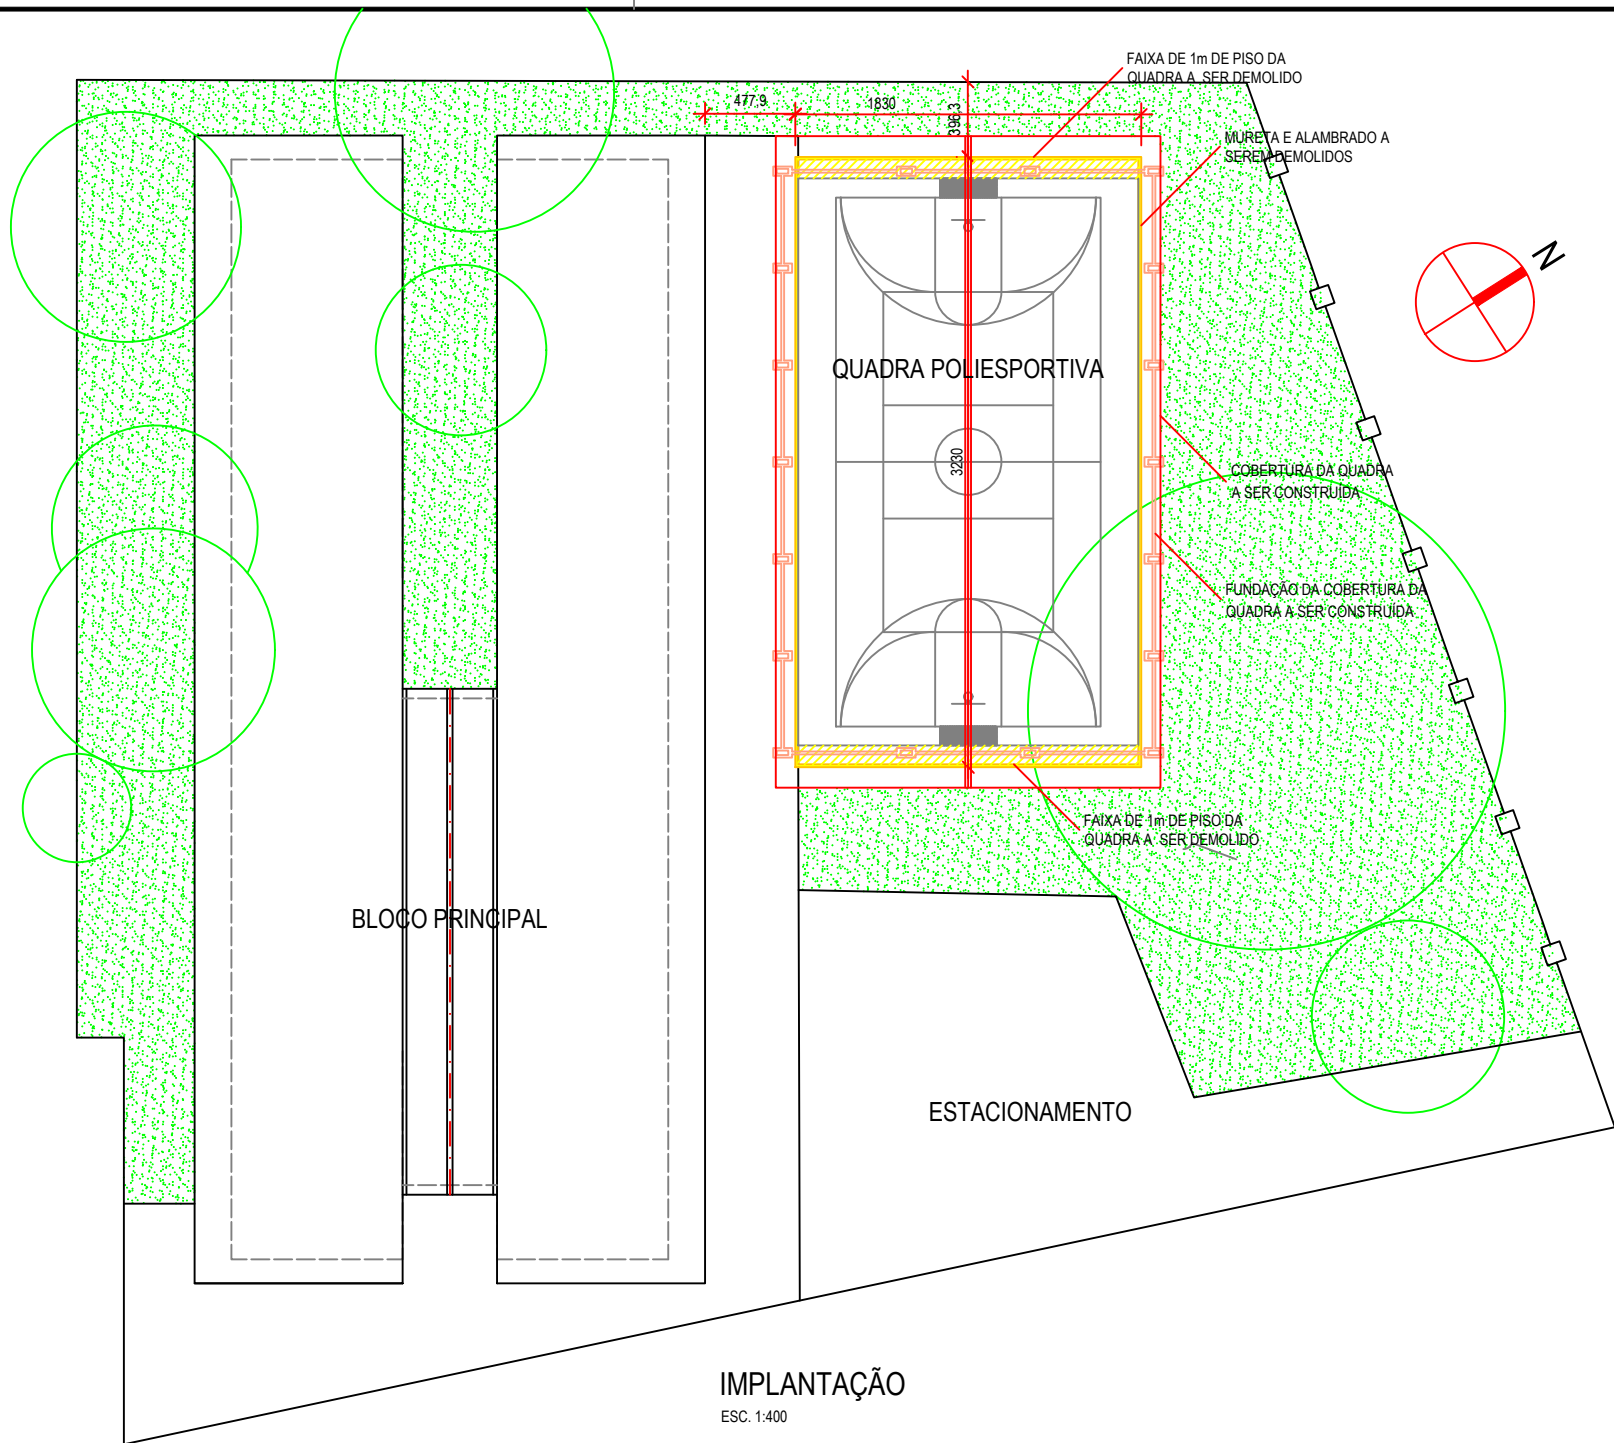 FAIXA DE 1m DE PISO DA
QUADRA A SER DEMOLIDO
477,9
1830
396,3
MURETA E ALAMBRADO A
SEREM DEMOLIDOS
N
QUADRA POLIESPORTIVA
3230
COBERTURA DA QUADRA
A SER CONSTRUÍDA
FUNDAÇÃO DA COBERTURA DA
QUADRA A SER CONSTRUÍDA
FAIXA DE 1m DE PISO DA
QUADRA A SER DEMOLIDO
BLOCO PRINCIPAL
ESTACIONAMENTO
IMPLANTAÇÃO
ESC. 1:400